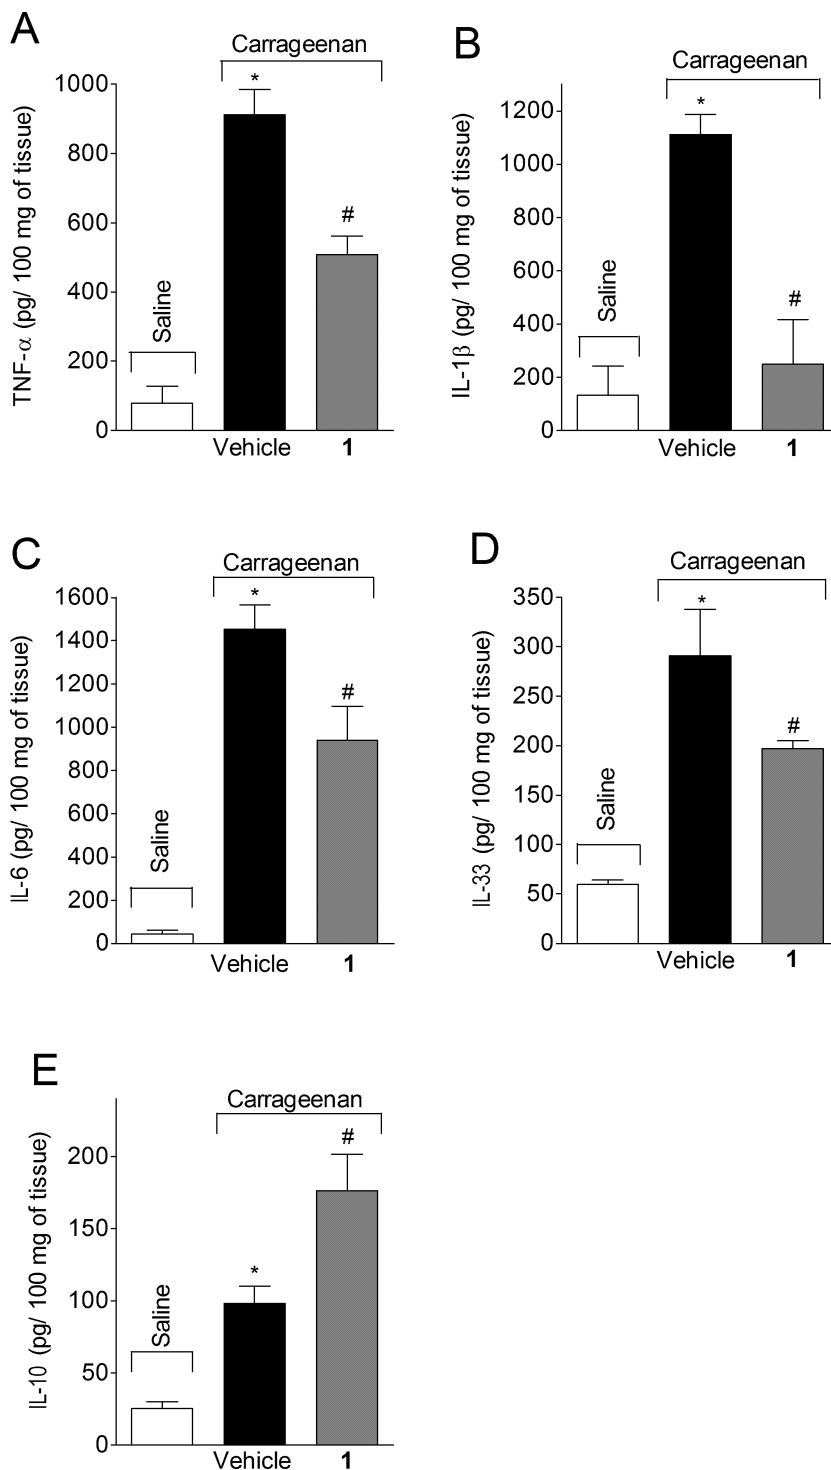 A
Carrageenan
*
#
Saline
TNF-α (pg/ 100 mg of tissue)
1000
800
600
400
200
0
Vehicle
1
B
Carrageenan
*
#
Saline
IL-1β (pg/ 100 mg of tissue)
1200
1000
800
600
400
200
0
Vehicle
1
C
Carrageenan
*
#
Saline
IL-6 (pg/ 100 mg of tissue)
1600
1400
1200
1000
800
600
400
200
0
Vehicle
1
D
Carrageenan
*
#
Saline
IL-33 (pg/ 100 mg of tissue)
350
300
250
200
150
100
50
0
Vehicle
1
E
Carrageenan
#
*
Saline
IL-10 (pg/ 100 mg of tissue)
200
150
100
50
0
Vehicle
1